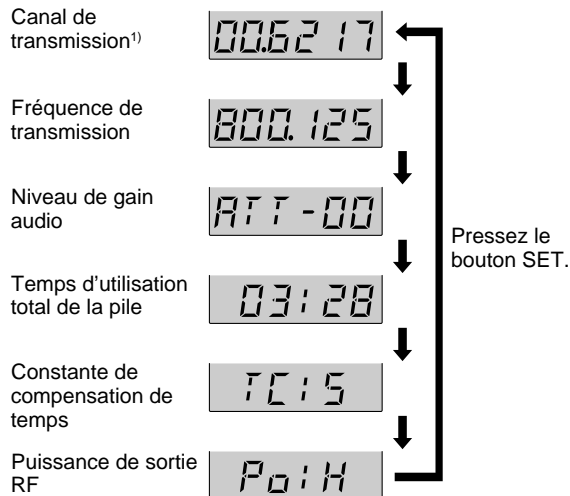 Canal de
transmission1)
00.62 17
Fréquence de
transmission
800.125
Niveau de gain
audio
ATT-00
Temps d’utilisation
total de la pile
03:28
Constante de
compensation de
temps
TC:S
Puissance de sortie
RF
Po:H
Pressez le
bouton SET.